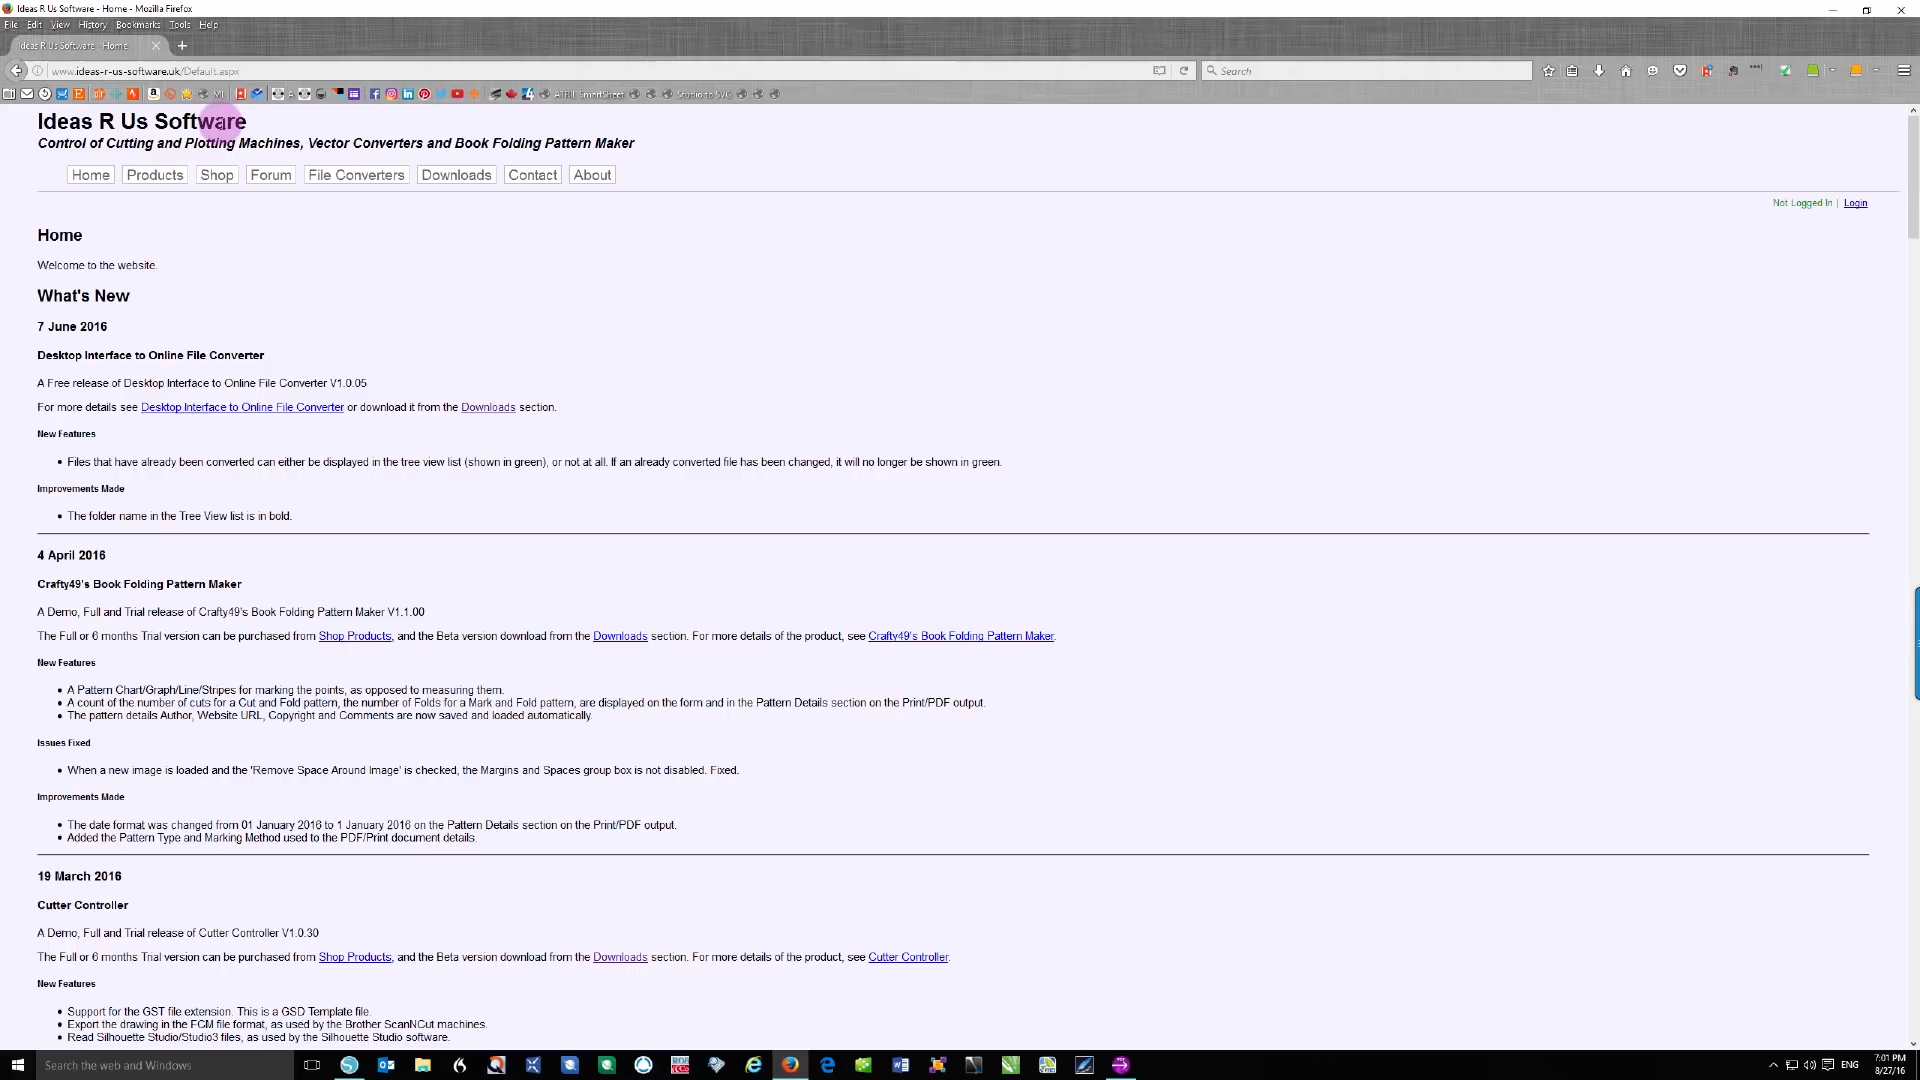 Ideas R Us Software - Home - Mozilla Firefox
File Edit View History Bookmarks Tools Help
Ideas R Us Software - Home
www.ideas-r-us-software.uk/Default.aspx
Search
ATRIL SmartSheet
Studio to SVG
Ideas R Us Software
Control of Cutting and Plotting Machines, Vector Converters and Book Folding Pattern Maker
Home Products Shop Forum File Converters Downloads Contact About
Not Logged In | Login
Home
Welcome to the website.
What's New
7 June 2016
Desktop Interface to Online File Converter
A Free release of Desktop Interface to Online File Converter V1.0.05
For more details see Desktop Interface to Online File Converter or download it from the Downloads section.
New Features
• Files that have already been converted can either be displayed in the tree view list (shown in green), or not at all. If an already converted file has been changed, it will no longer be shown in green.
Improvements Made
• The folder name in the Tree View list is in bold.
4 April 2016
Crafty49's Book Folding Pattern Maker
A Demo, Full and Trial release of Crafty49's Book Folding Pattern Maker V1.1.00
The Full or 6 months Trial version can be purchased from Shop Products, and the Beta version download from the Downloads section. For more details of the product, see Crafty49's Book Folding Pattern Maker.
New Features
• A Pattern Chart/Graph/Line/Stripes for marking the points, as opposed to measuring them.
• A count of the number of cuts for a Cut and Fold pattern, the number of Folds for a Mark and Fold pattern, are displayed on the form and in the Pattern Details section on the Print/PDF output.
• The pattern details Author, Website URL, Copyright and Comments are now saved and loaded automatically.
Issues Fixed
• When a new image is loaded and the 'Remove Space Around Image' is checked, the Margins and Spaces group box is not disabled. Fixed.
Improvements Made
• The date format was changed from 01 January 2016 to 1 January 2016 on the Pattern Details section on the Print/PDF output.
• Added the Pattern Type and Marking Method used to the PDF/Print document details.
19 March 2016
Cutter Controller
A Demo, Full and Trial release of Cutter Controller V1.0.30
The Full or 6 months Trial version can be purchased from Shop Products, and the Beta version download from the Downloads section. For more details of the product, see Cutter Controller.
New Features
• Support for the GST file extension. This is a GSD Template file.
• Export the drawing in the FCM file format, as used by the Brother ScanNCut machines.
• Read Silhouette Studio/Studio3 files, as used by the Silhouette Studio software.
Search the web and Windows
ENG
7:01 PM
8/27/16